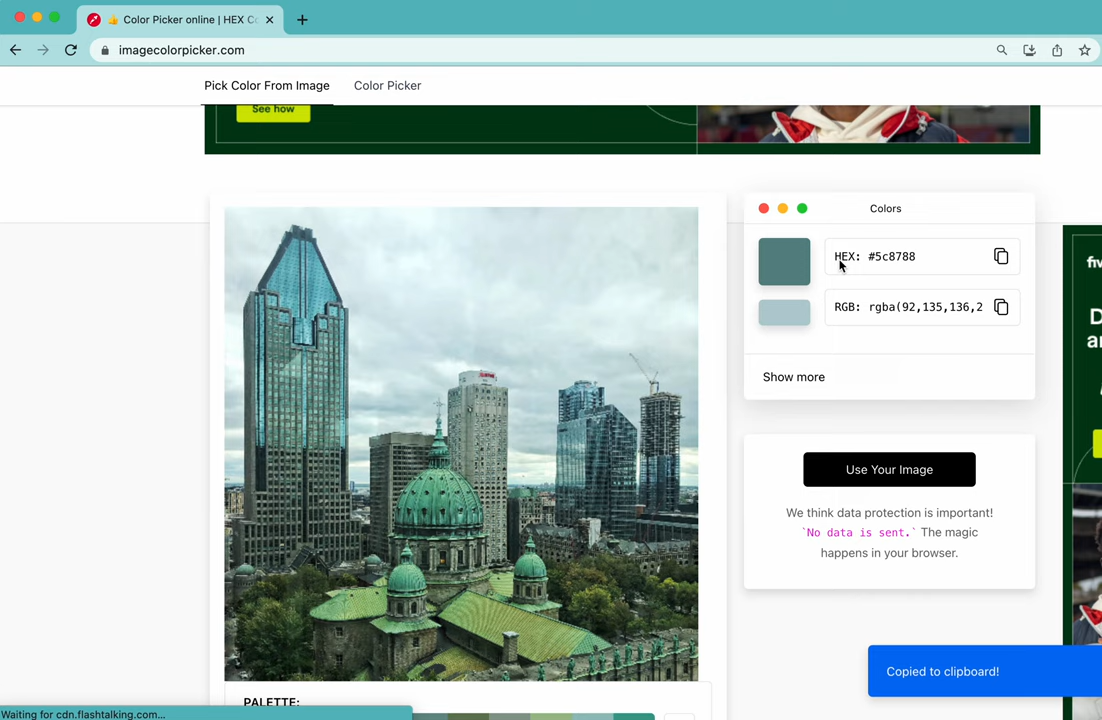 👍 Color Picker online | HEX Co
imagecolorpicker.com
Pick Color From Image
Color Picker
See how
Colors
HEX: #5c8788
RGB: rgba(92,135,136,2
Show more
Use Your Image
We think data protection is important!
`No data is sent.` The magic
happens in your browser.
Copied to clipboard!
PALETTE:
Waiting for cdn.flashtalking.com...